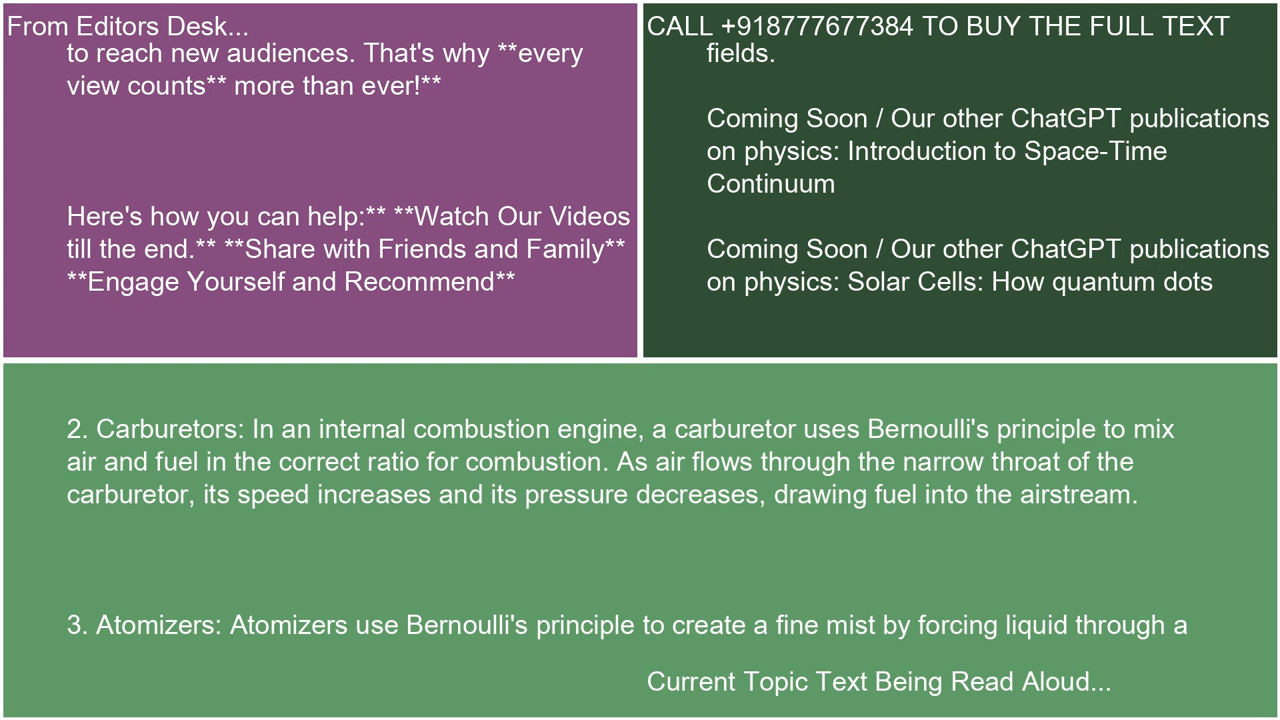 From Editors Desk...
to reach new audiences. That's why **every
view counts** more than ever!**
Here's how you can help:** **Watch Our Videos
till the end.** **Share with Friends and Family**
**Engage Yourself and Recommend**
CALL +918777677384 TO BUY THE FULL TEXT
fields.
Coming Soon / Our other ChatGPT publications
on physics: Introduction to Space-Time
Continuum
Coming Soon / Our other ChatGPT publications
on physics: Solar Cells: How quantum dots
2. Carburetors: In an internal combustion engine, a carburetor uses Bernoulli's principle to mix
air and fuel in the correct ratio for combustion. As air flows through the narrow throat of the
carburetor, its speed increases and its pressure decreases, drawing fuel into the airstream.
3. Atomizers: Atomizers use Bernoulli's principle to create a fine mist by forcing liquid through a
Current Topic Text Being Read Aloud...